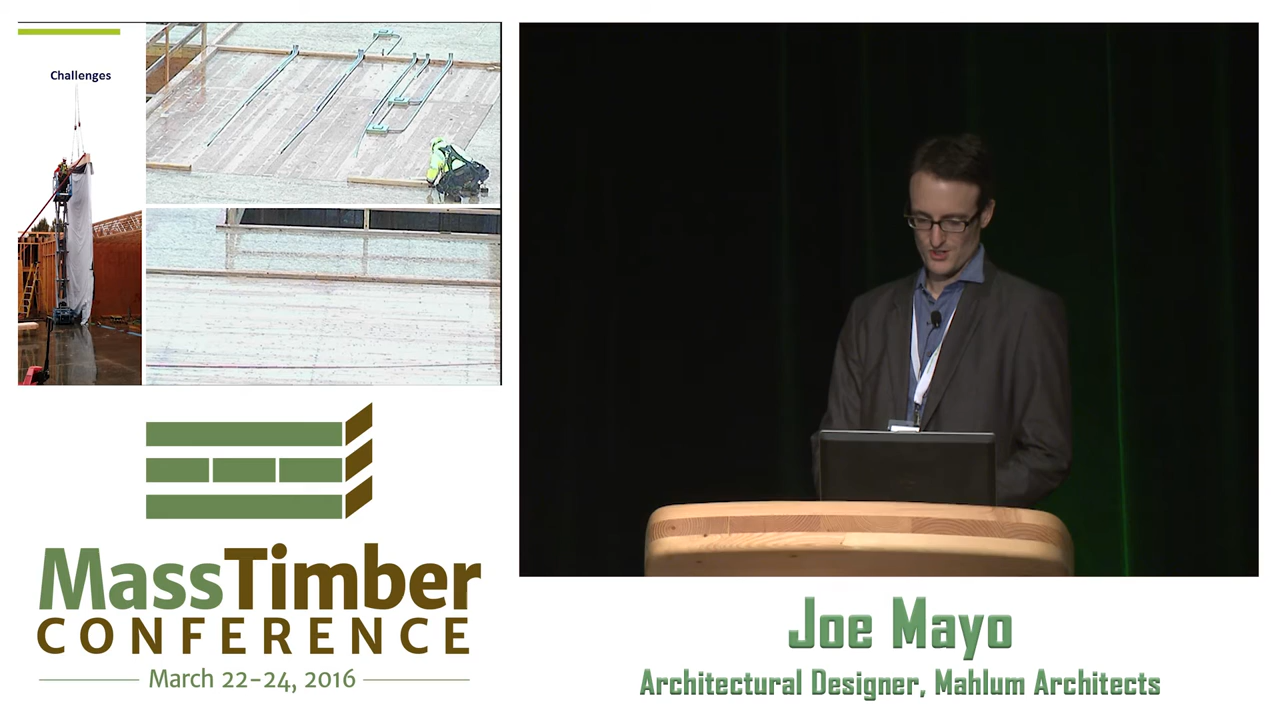 Challenges
MassTimber
CONFERENCE
March 22-24, 2016
Joe Mayo
Architectural Designer, Mahlum Architects